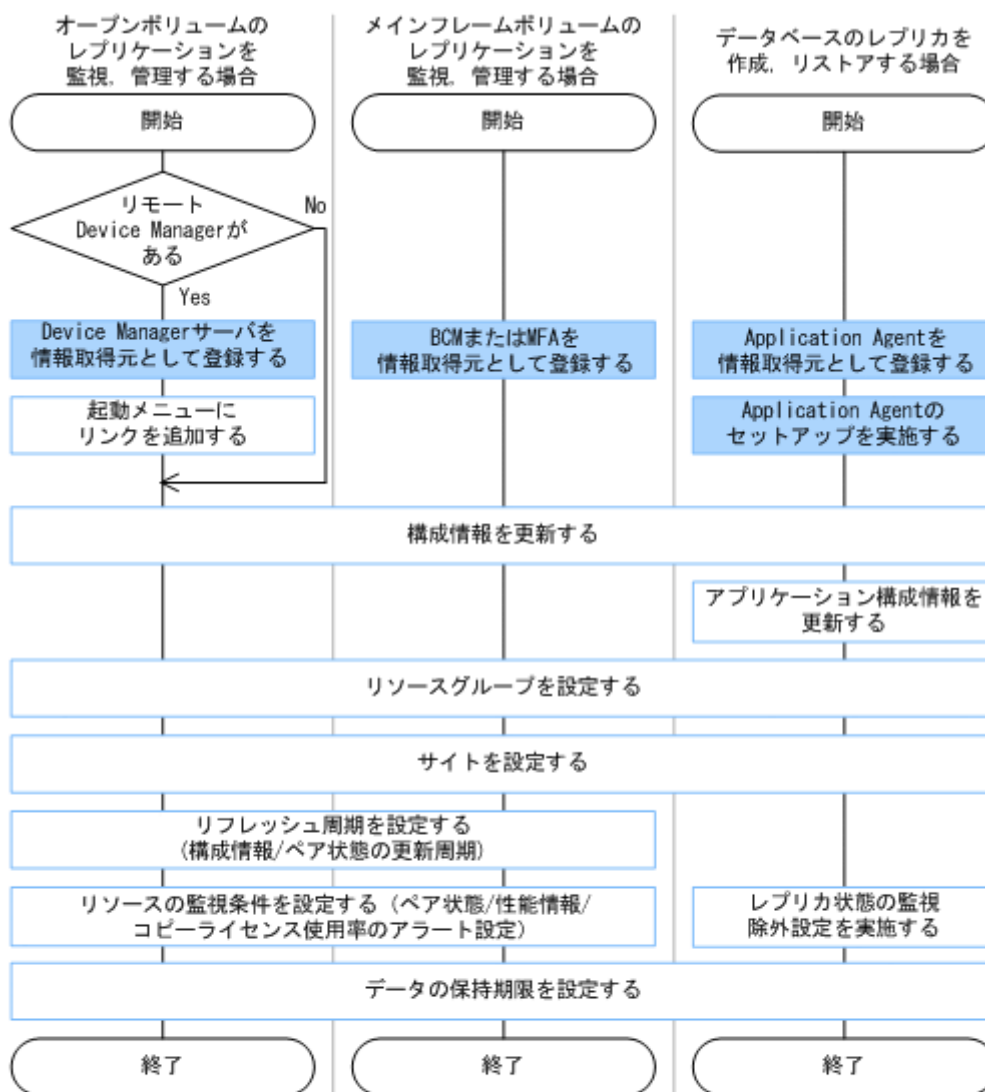 オープンボリュームの
レプリケーションを
監視，管理する場合
メインフレームボリュームの
レプリケーションを
監視，管理する場合
データベースのレプリカを
作成，リストアする場合
開始
開始
開始
リモート
Device Managerが
ある
No
Yes
Device Managerサーバを
情報取得元として登録する
BCMまたはMFAを
情報取得元として登録する
Application Agentを
情報取得元として登録する
起動メニューに
リンクを追加する
Application Agentの
セットアップを実施する
構成情報を更新する
アプリケーション構成情報を
更新する
リソースグループを設定する
サイトを設定する
リフレッシュ周期を設定する
(構成情報/ペア状態の更新周期)
リソースの監視条件を設定する（ペア状態/性能情報/
コピーライセンス使用率のアラート設定）
レプリカ状態の監視
除外設定を実施する
データの保持期限を設定する
終了
終了
終了